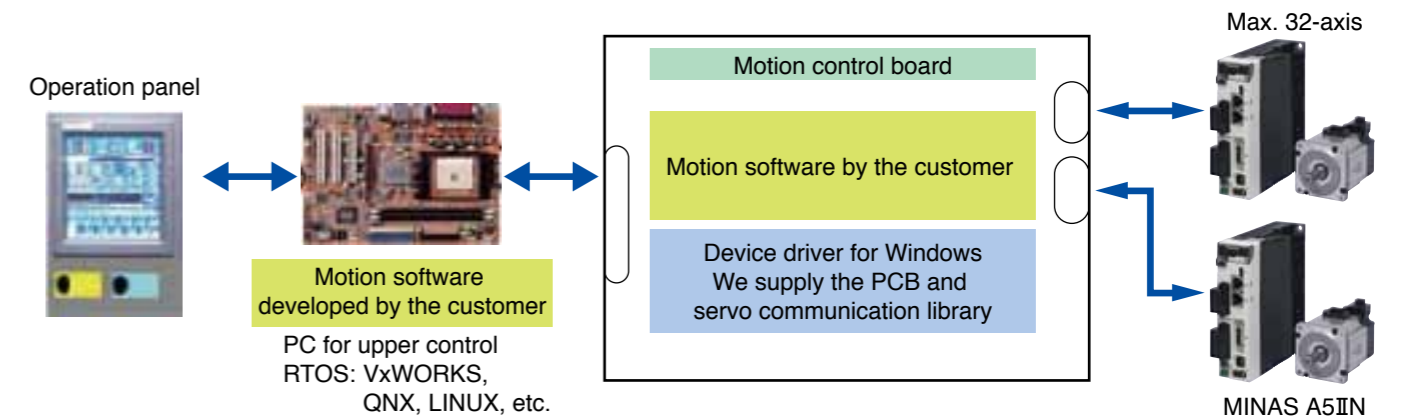 Operation panel
Motion software
developed by the customer
PC for upper control
RTOS: VxWORKS,
QNX, LINUX, etc.
Motion control board
Motion software by the customer
Device driver for Windows
We supply the PCB and
servo communication library
Max. 32-axis
MINAS A5ⅡN